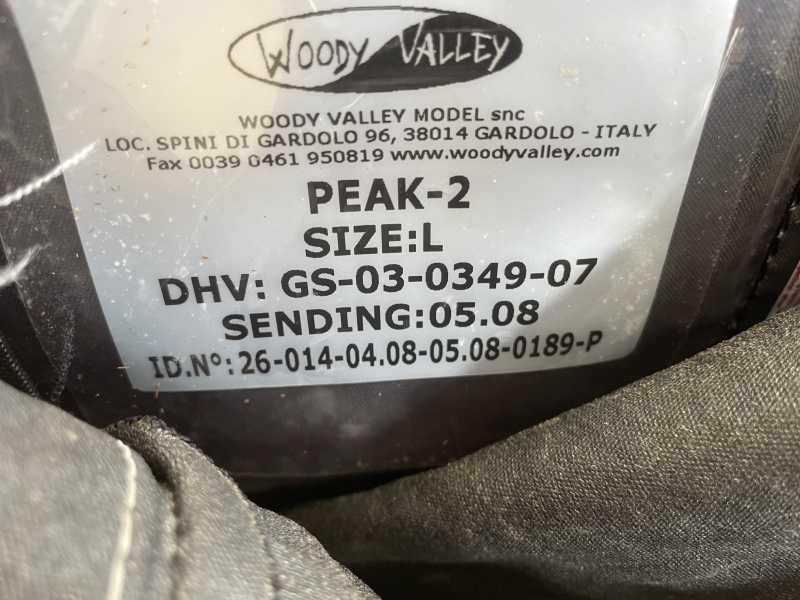 WOODY VALLEY
WOODY VALLEY MODEL snc
LOC. SPINI DI GARDOLO 96, 38014 GARDOLO - ITALY
Fax 0039 0461 950819 www.woodyvalley.com
PEAK-2
SIZE:L
DHV: GS-03-0349-07
SENDING:05.08
ID.Nº: 26-014-04.08-05.08-0189-P